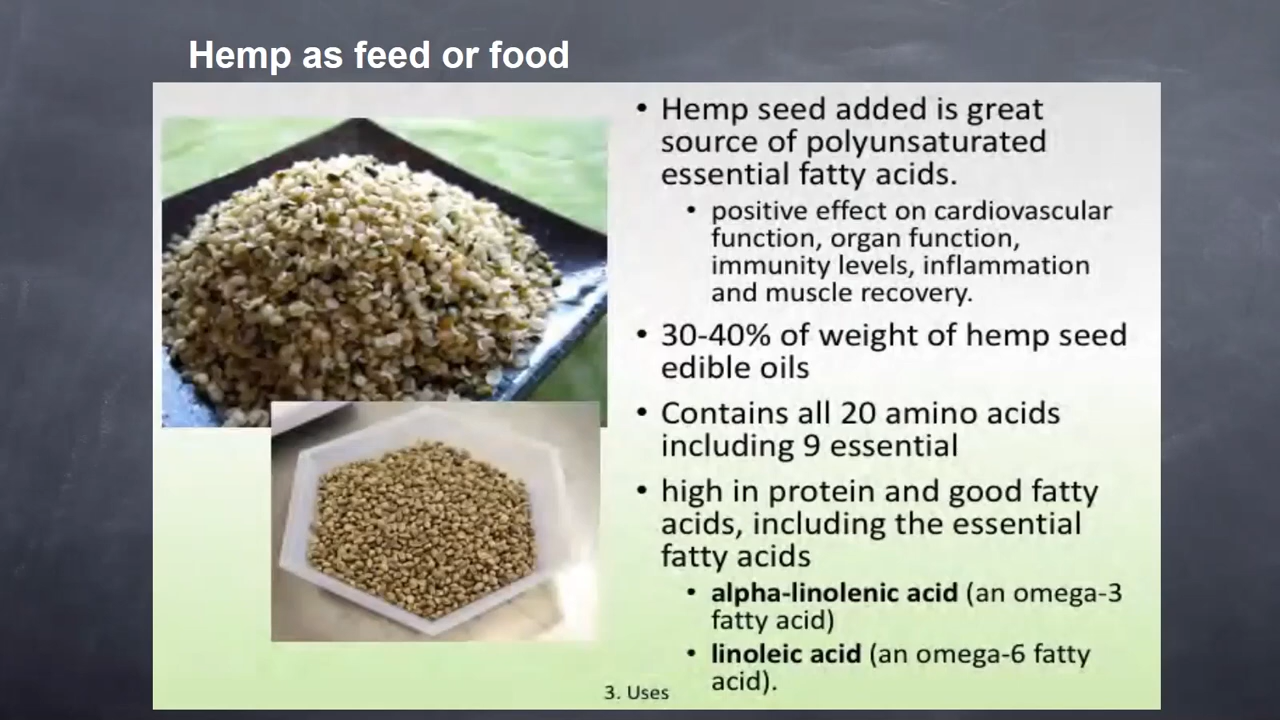 Hemp as feed or food
• Hemp seed added is great
source of polyunsaturated
essential fatty acids.
• positive effect on cardiovascular
function, organ function,
immunity levels, inflammation
and muscle recovery.
• 30-40% of weight of hemp seed
edible oils
• Contains all 20 amino acids
including 9 essential
• high in protein and good fatty
acids, including the essential
fatty acids
• alpha-linolenic acid (an omega-3
fatty acid)
• linoleic acid (an omega-6 fatty
acid).
3. Uses